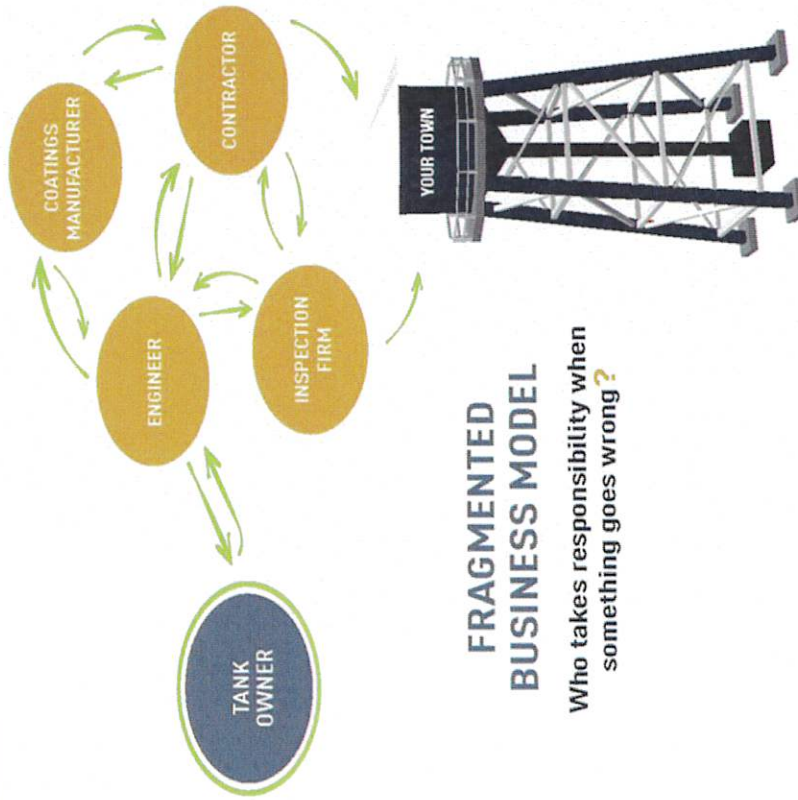 TANK
OWNER
ENGINEER
COATINGS
MANUFACTURER
INSPECTION
FIRM
CONTRACTOR
YOUR TOWN
FRAGMENTED
BUSINESS MODEL
Who takes responsibility when
something goes wrong?